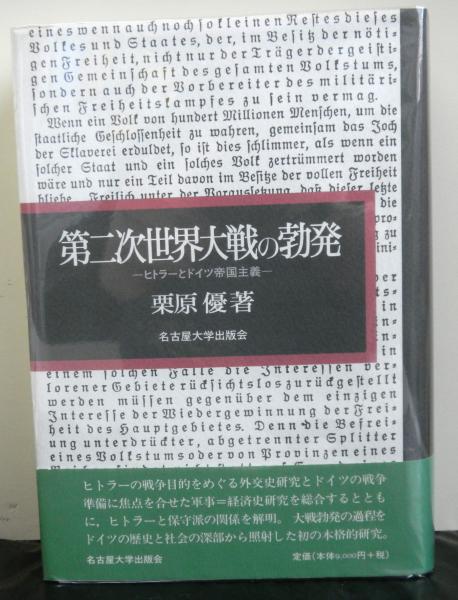 eines wenn auch noch so kleinen Restes dieses
Volkes und Staates, der, im Besitz der nöti-
gen Freiheit, nicht nur der Träger der geisti-
gen Gemeinschaft des gesamten Volkstums,
sondern auch der Vorbereiter des militäri-
schen Freiheitskampfes zu sein vermag.
Wenn ein Volk von hundert Millionen Menschen, um die
staatliche Geschlossenheit zu wahren, gemeinsam das Joch
der Sklaverei erduldet, so ist dies schlimmer, als wenn ein
solcher Staat und ein solches Volk zertrümmert worden
wäre und nur ein Teil davon im Besitze der vollen Freiheit
bliebe. Freilich unter der Voraussetzung, daß dieser letzte
die
pro-
zu
ini-
第二次世界大戦の勃発
―ヒトラーとドイツ帝国主義―
栗原 優著
名古屋大学出版会
einem solchen Falle die Interessen ver-
lorener Gebiete rücksichtslos zurückgestellt
werden müssen gegenüber dem einzigen
Interesse der Wiedergewinnung der Frei-
heit des Hauptgebietes. Denn die Befrei-
ung unterdrückter, abgetrennter Splitter
eines Volkstums oder von Provinzen eines
ヒトラーの戦争目的をめぐる外交史研究とドイツの戦争
準備に焦点を合せた軍事=経済史研究を総合するととも
に、ヒトラーと保守派の関係を解明。大戦勃発の過程を
ドイツの歴史と社会の深部から照射した初の本格的研究。
名古屋大学出版会
定価(本体9,000円+税)